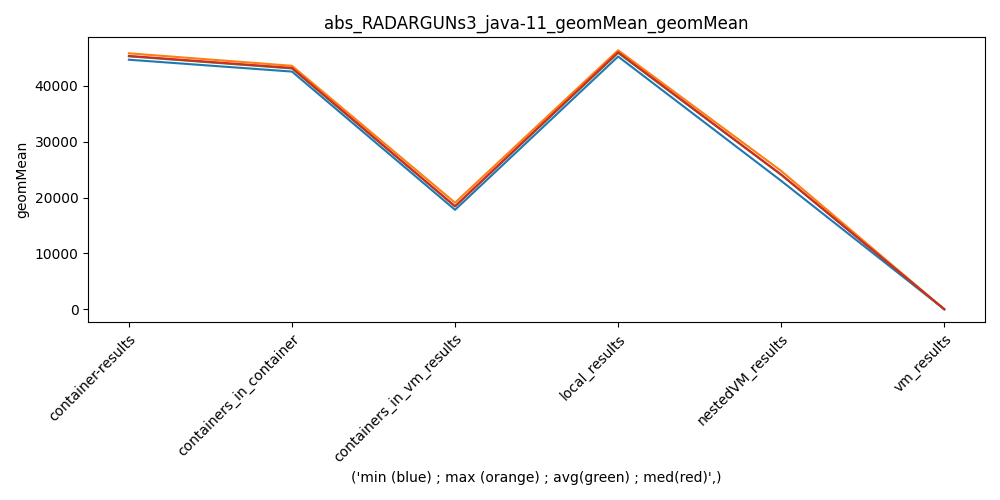 abs_RADARGUNs3_java-11_geomMean_geomMean
geomMean
40000
30000
20000
10000
0
container-results
containers_in_container
containers_in_vm_results
local_results
nestedVM_results
vm_results
('min (blue) ; max (orange) ; avg(green) ; med(red)',)